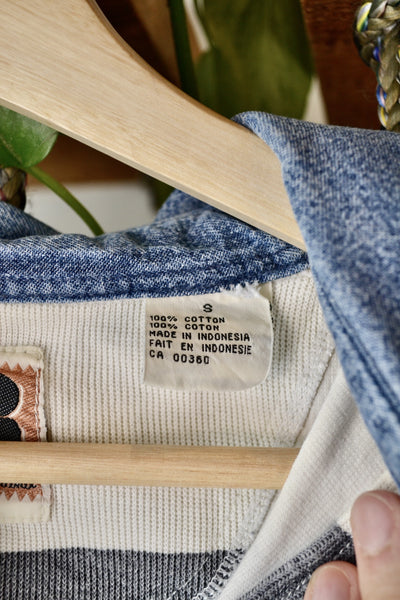 S
100% COTTON
100% COTON
MADE IN INDONESIA
FAIT EN INDONESIE
CA 00360